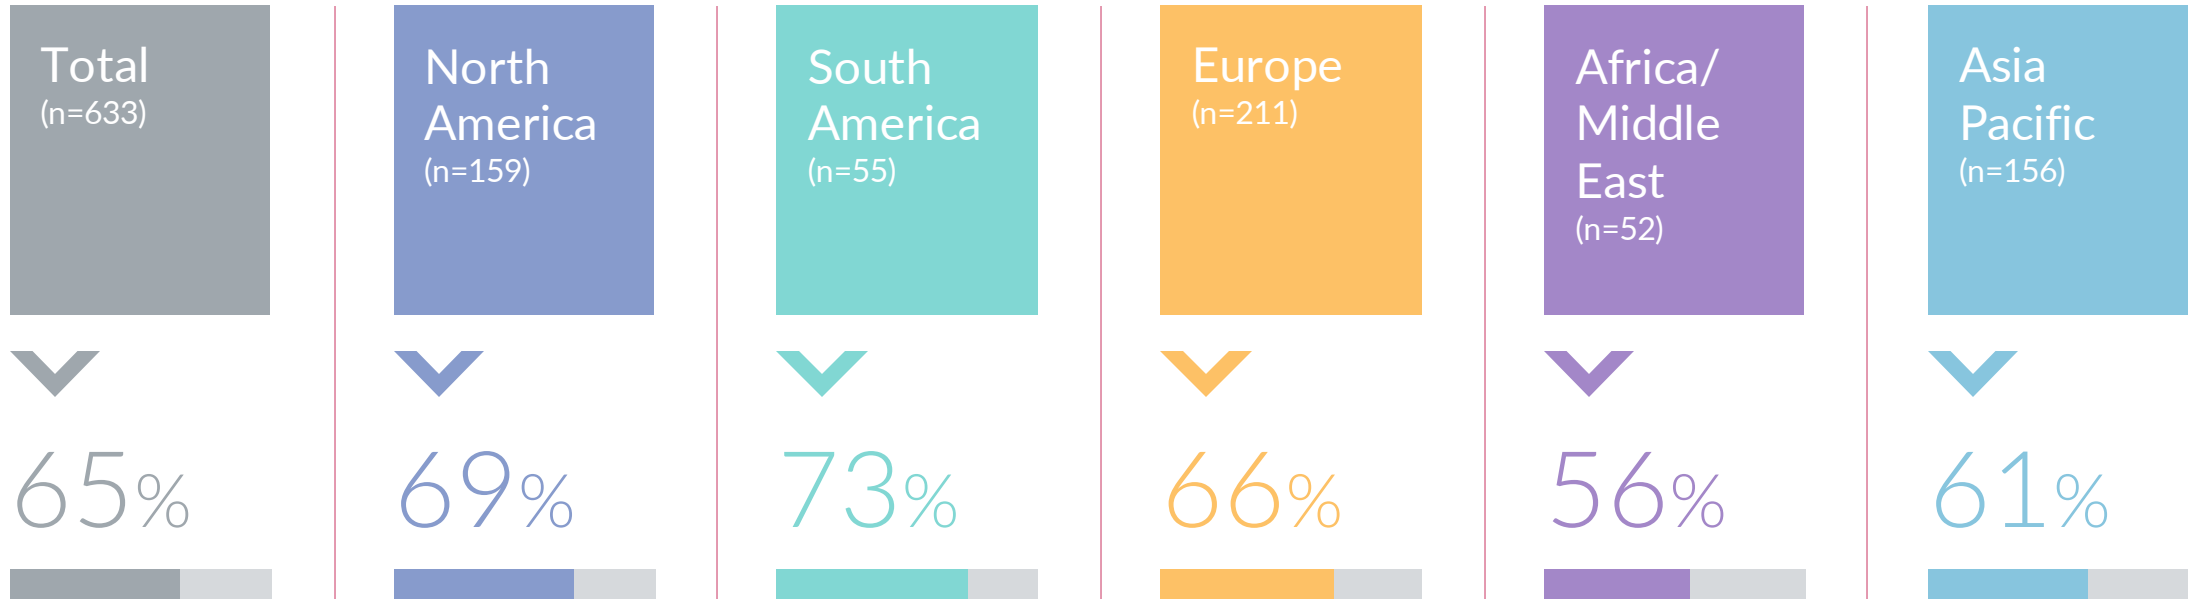 Total
(n=633)
North
America
(n=159)
South
America
(n=55)
Europe
(n=211)
Africa/
Middle
East
(n=52)
Asia
Pacific
(n=156)
65%
69%
73%
66%
56%
61%